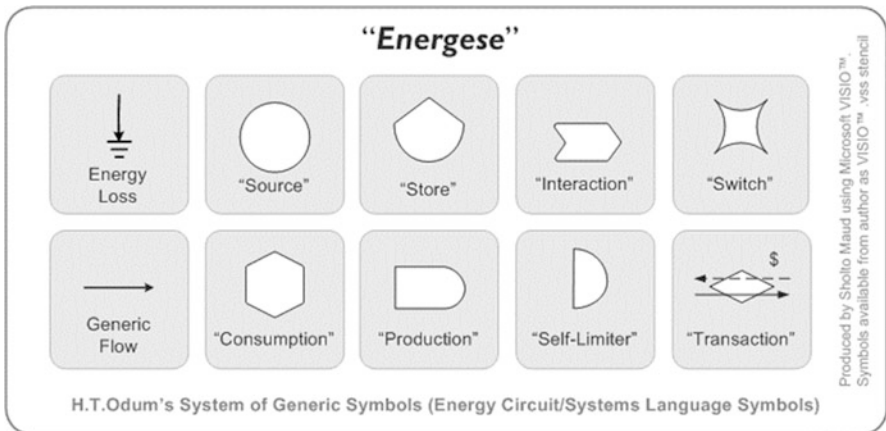 “Energese”
Energy
Loss
“Source”
“Store”
“Interaction”
“Switch”
Generic
Flow
“Consumption”
“Production”
“Self-Limiter”
$
“Transaction”
H.T.Odum’s System of Generic Symbols (Energy Circuit/Systems Language Symbols)
Produced by Sholto Maud using Microsoft VISIO™.
Symbols available from author as VISIO™ .vss stencil